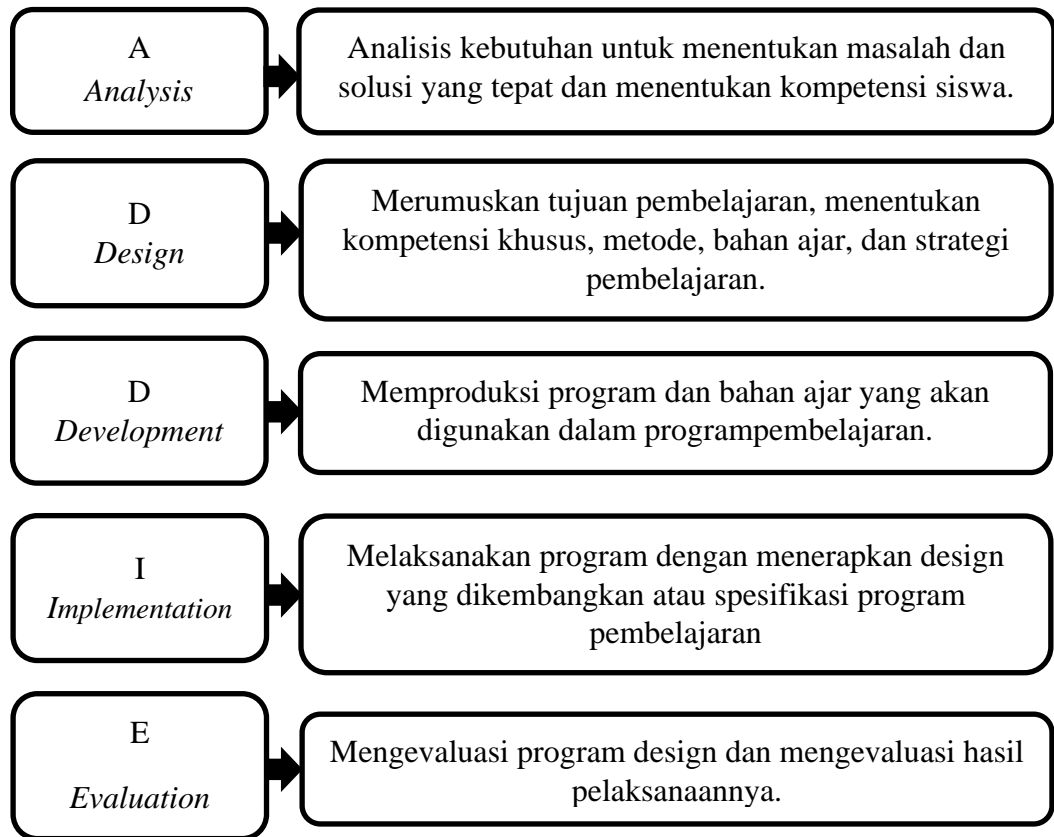 A
Analysis
Analisis kebutuhan untuk menentukan masalah dan
solusi yang tepat dan menentukan kompetensi siswa.
D
Design
Merumuskan tujuan pembelajaran, menentukan
kompetensi khusus, metode, bahan ajar, dan strategi
pembelajaran.
D
Development
Memproduksi program dan bahan ajar yang akan
digunakan dalam programpembelajaran.
I
Implementation
Melaksanakan program dengan menerapkan design
yang dikembangkan atau spesifikasi program
pembelajaran
E
Evaluation
Mengevaluasi program design dan mengevaluasi hasil
pelaksanaannya.